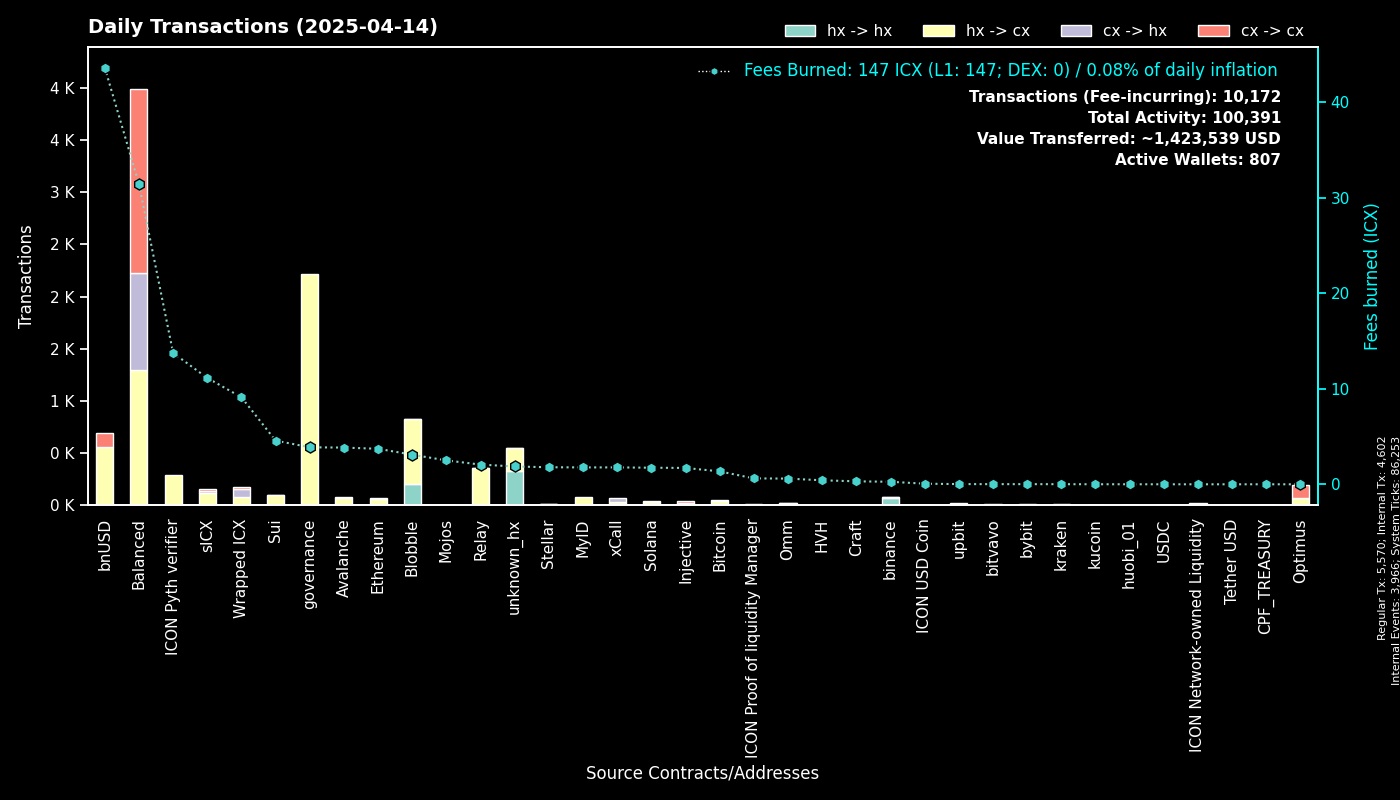 Daily Transactions (2025-04-14)
hx -> hx
hx -> cx
cx -> hx
cx -> cx
Fees Burned: 147 ICX (L1: 147; DEX: 0) / 0.08% of daily inflation
Transactions (Fee-incurring): 10,172
Total Activity: 100,391
Value Transferred: ~1,423,539 USD
Active Wallets: 807
Transactions
4 K
4 K
3 K
2 K
2 K
2 K
1 K
0 K
0 K
40
30
20
10
0
Fees burned (ICX)
bnUSD
Balanced
ICON Pyth verifier
sICX
Wrapped ICX
Sui
governance
Avalanche
Ethereum
Blobble
Mojos
Relay
unknown_hx
Stellar
MyID
xCall
Solana
Injective
Bitcoin
ICON Proof of liquidity Manager
Omm
HVH
Craft
binance
ICON USD Coin
upbit
bitvavo
bybit
kraken
kucoin
huobi_01
USDC
ICON Network-owned Liquidity
Tether USD
CPF_TREASURY
Optimus
Source Contracts/Addresses
Regular Tx: 5,570; Internal Tx: 4,602
Internal Events: 3,966; System Ticks: 86,253